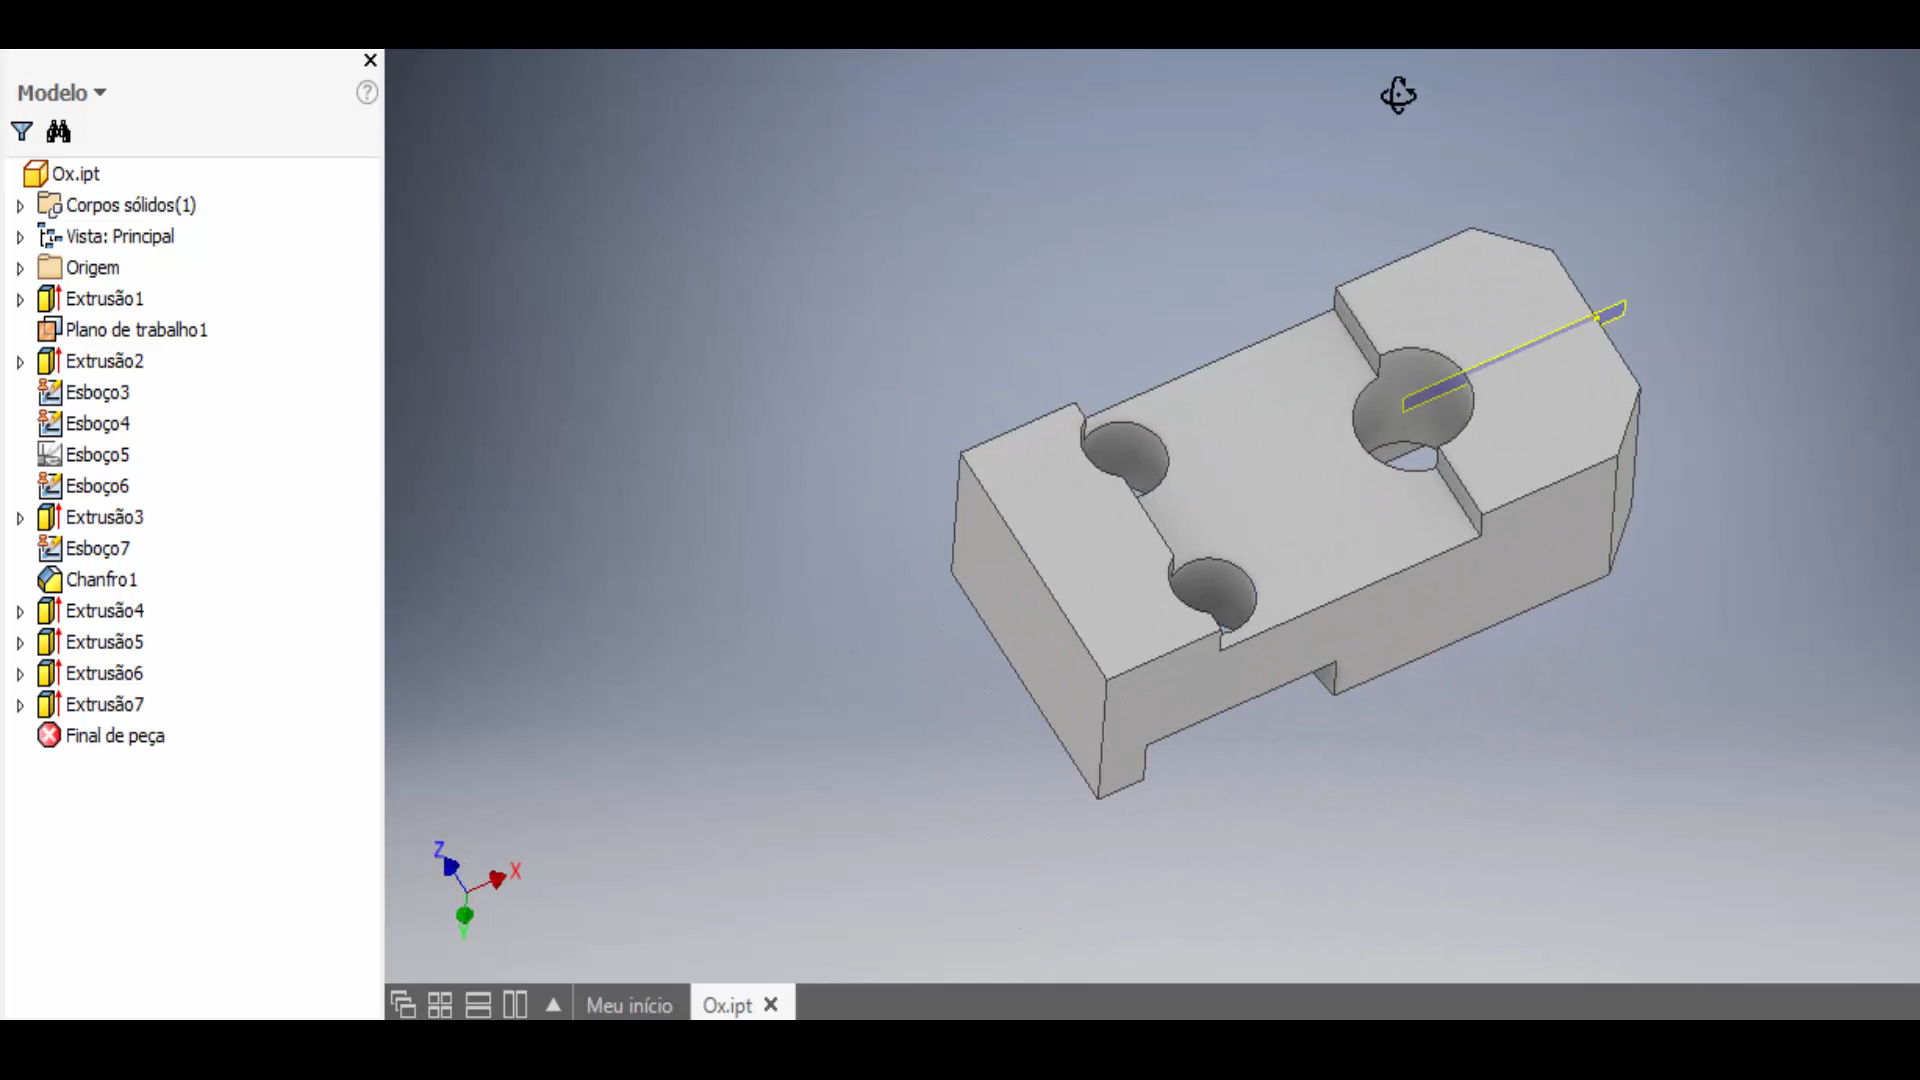 Modelo
Ox.ipt
Corpos sólidos(1)
Vista: Principal
Origem
Extrusão1
Plano de trabalho1
Extrusão2
Esboço3
Esboço4
Esboço5
Esboço6
Extrusão3
Esboço7
Chanfro1
Extrusão4
Extrusão5
Extrusão6
Extrusão7
Final de peça
Z
X
Y
Meu início
Ox.ipt